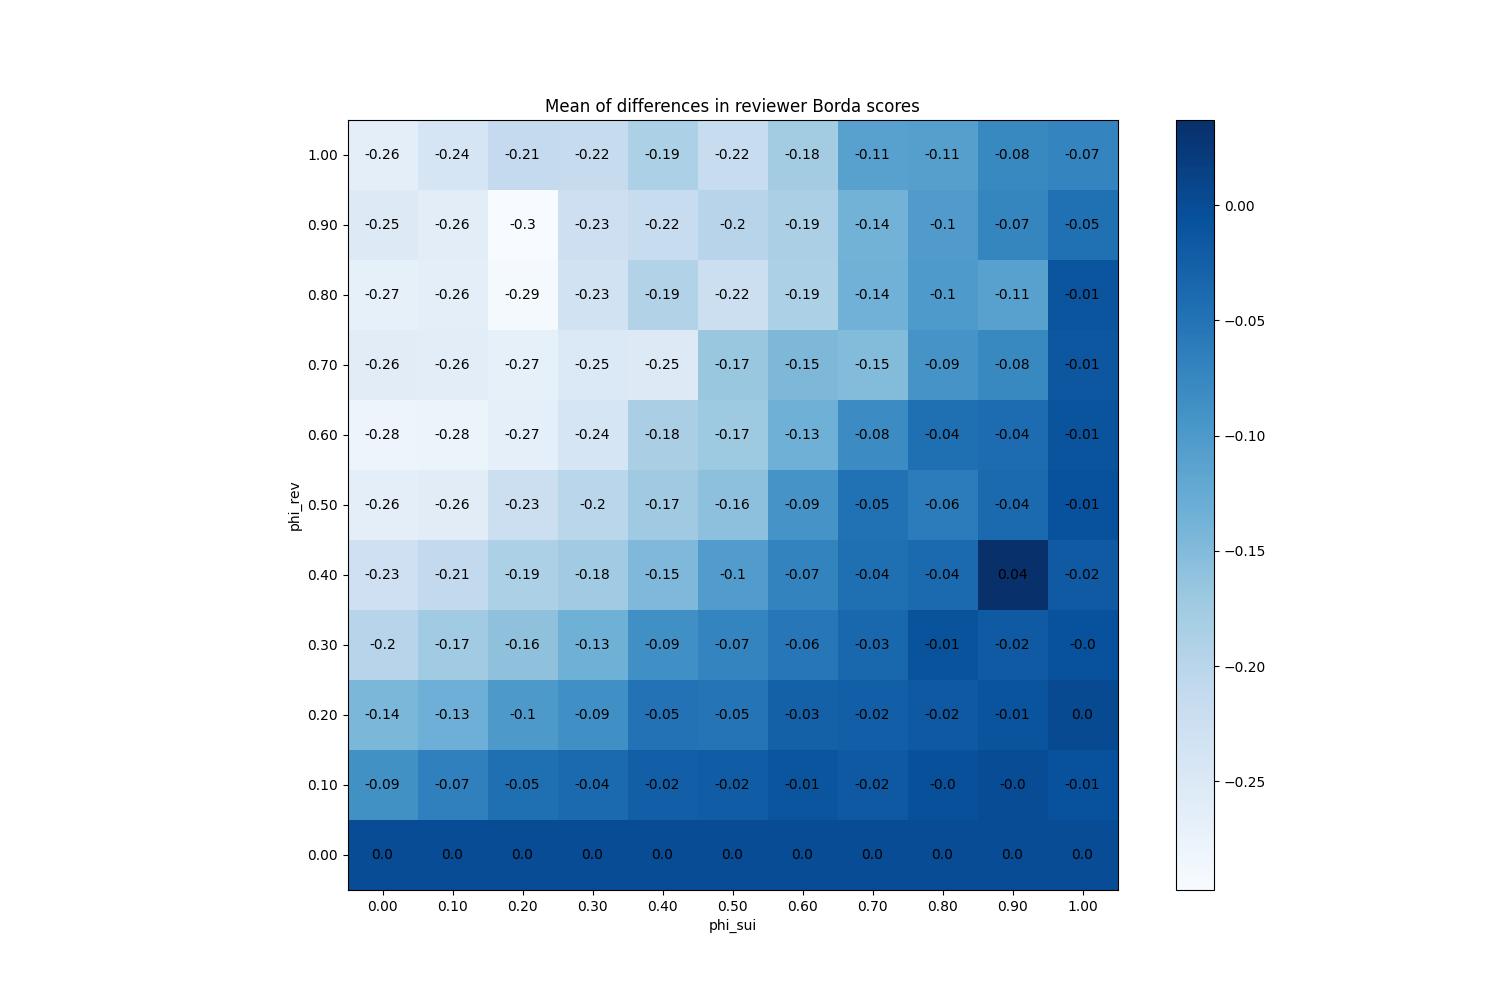 Mean of differences in reviewer Borda scores
1.00 -0.26 -0.24 -0.21 -0.22 -0.19 -0.22 -0.18 -0.11 -0.11 -0.08 -0.07
0.90 -0.25 -0.26 -0.3 -0.23 -0.22 -0.2 -0.19 -0.14 -0.1 -0.07 -0.05
0.80 -0.27 -0.26 -0.29 -0.23 -0.19 -0.22 -0.19 -0.14 -0.1 -0.11 -0.01
0.70 -0.26 -0.26 -0.27 -0.25 -0.25 -0.17 -0.15 -0.15 -0.09 -0.08 -0.01
0.60 -0.28 -0.28 -0.27 -0.24 -0.18 -0.17 -0.13 -0.08 -0.04 -0.04 -0.01
0.50 -0.26 -0.26 -0.23 -0.2 -0.17 -0.16 -0.09 -0.05 -0.06 -0.04 -0.01
0.40 -0.23 -0.21 -0.19 -0.18 -0.15 -0.1 -0.07 -0.04 -0.04 0.04 -0.02
0.30 -0.2 -0.17 -0.16 -0.13 -0.09 -0.07 -0.06 -0.03 -0.01 -0.02 -0.0
0.20 -0.14 -0.13 -0.1 -0.09 -0.05 -0.05 -0.03 -0.02 -0.02 -0.01 0.0
0.10 -0.09 -0.07 -0.05 -0.04 -0.02 -0.02 -0.01 -0.02 -0.0 -0.0 -0.01
0.00 0.0 0.0 0.0 0.0 0.0 0.0 0.0 0.0 0.0 0.0 0.0
0.00 0.10 0.20 0.30 0.40 0.50 0.60 0.70 0.80 0.90 1.00
phi_sui
phi_rev
0.00
−0.05
−0.10
−0.15
−0.20
−0.25